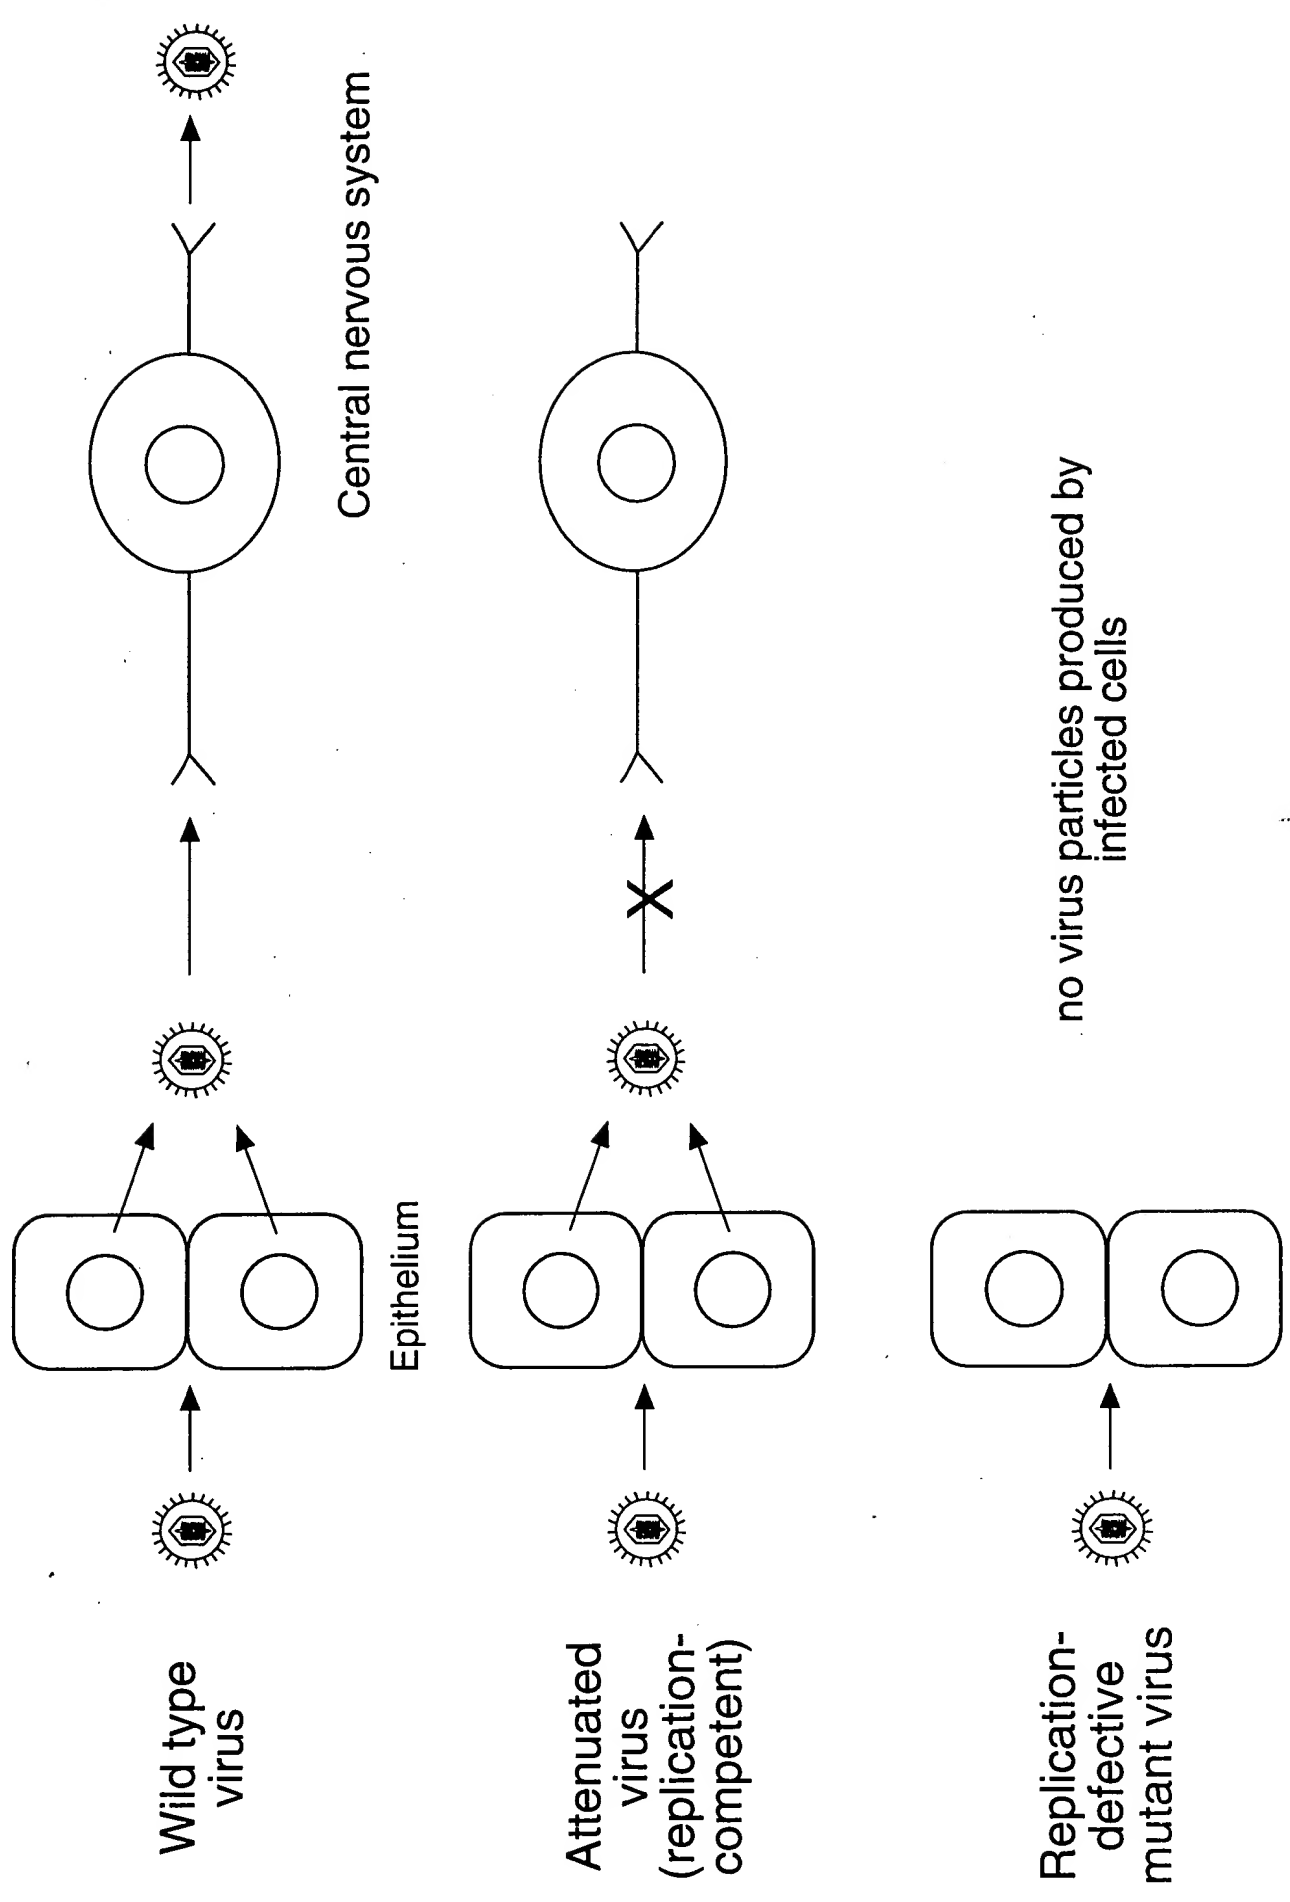 Wild type
virus
Epithelium
Central nervous system
Attenuated
virus
(replication-
competent)
Replication-
defective
mutant virus
no virus particles produced by
infected cells